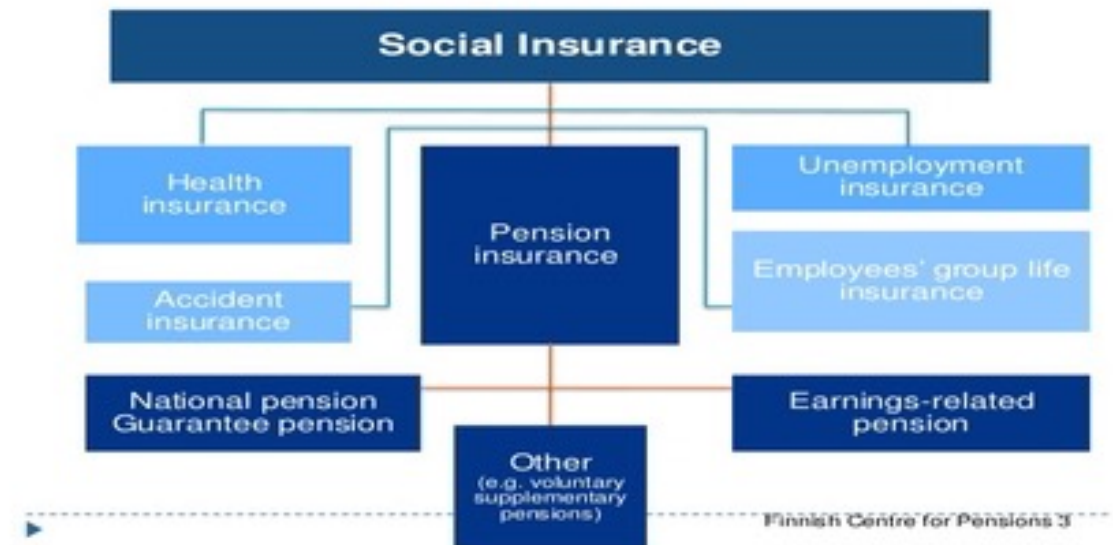 Social Insurance
Health
insurance
Pension
insurance
Unemployment
insurance
Employees' group life
insurance
Accident
insurance
National pension
Guarantee pension
Earnings-related
pension
Other
(e.g. voluntary
supplementary
pensions)
Finnish Centre for Pensions 3